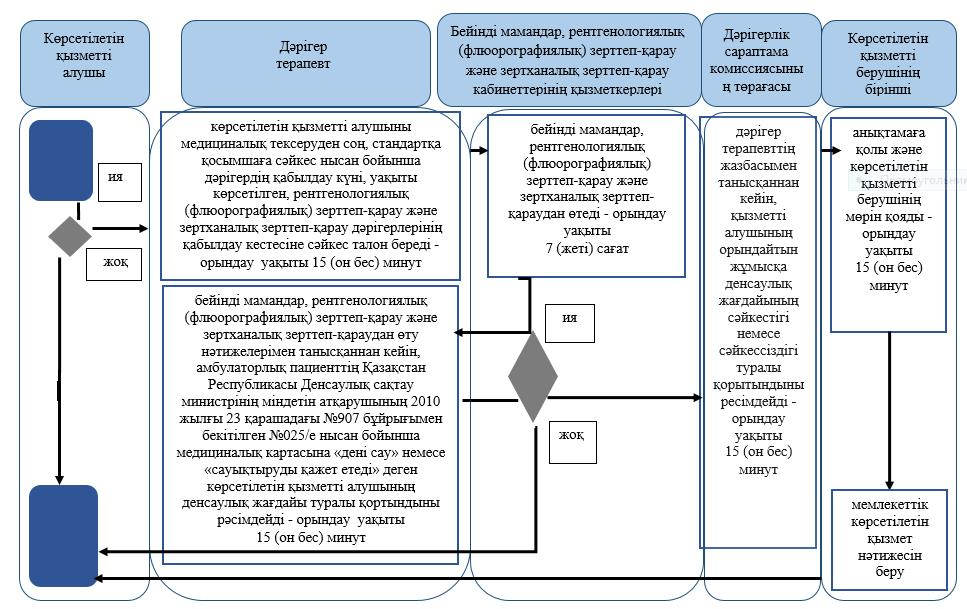 Көрсетілетін
қызметті
алушы
Дәрігер
терапевт
Бейінді мамандар, рентгенологиялық
(флюорографиялық) зерттеп-қарау
және зертханалық зерттеп-қарау
кабинеттерінің қызметкерлері
Дәрігерлік
сараптама
комиссиясыны
ң төрағасы
Көрсетілетін
қызметті
берушінің
бірінші
ия
жоқ
көрсетілетін қызметті алушыны
медициналық тексеруден соң, стандартқа
қосымшаға сәйкес нысан бойынша
дәрігердің қабылдау күні, уақыты
көрсетілген, рентгенологиялық
(флюорографиялық) зерттеп-қарау және
зертханалық зерттеп-қарау дәрігерлерінің
қабылдау кестесіне сәйкес талон береді -
орындау уақыты 15 (он бес) минут
бейінді мамандар, рентгенологиялық
(флюорографиялық) зерттеп-қарау және
зертханалық зерттеп-қараудан өту
нәтижелерімен танысқаннан кейін,
амбулаторлық пациенттің Қазақстан
Республикасы Денсаулық сақтау
министрінің міндетін атқарушының 2010
жылғы 23 қарашадағы №907 бұйрығымен
бекітілген №025/е нысан бойынша
медициналық картасына «дені сау» немесе
«сауықтыруды қажет етеді» деген
көрсетілетін қызметті алушының
денсаулық жағдайы туралы қортындыны
рәсімдейді - орындау уақыты
15 (он бес) минут
бейінді мамандар,
рентгенологиялық
(флюорографиялық)
зерттеп-қарау және
зертханалық зерттеп-
қараудан өтеді - орындау
уақыты
7 (жеті) сағат
ия
жоқ
дәрігер
терапевттің
жазбасымен
танысқаннан
кейін,
қызметті
алушының
орындайтын
жұмысқа
денсаулық
жағдайының
сәйкестігі
немесе
сәйкессіздігі
туралы
қорытындыны
ресімдейді -
орындау
уақыты
15 (он бес)
минут
анықтамаға
қолы және
көрсетілетін
қызметті
берушінің
мөрін қояды -
орындау
уақыты
15 (он бес)
минут
мемлекеттік
көрсетілетін
қызмет
нәтижесін
беру